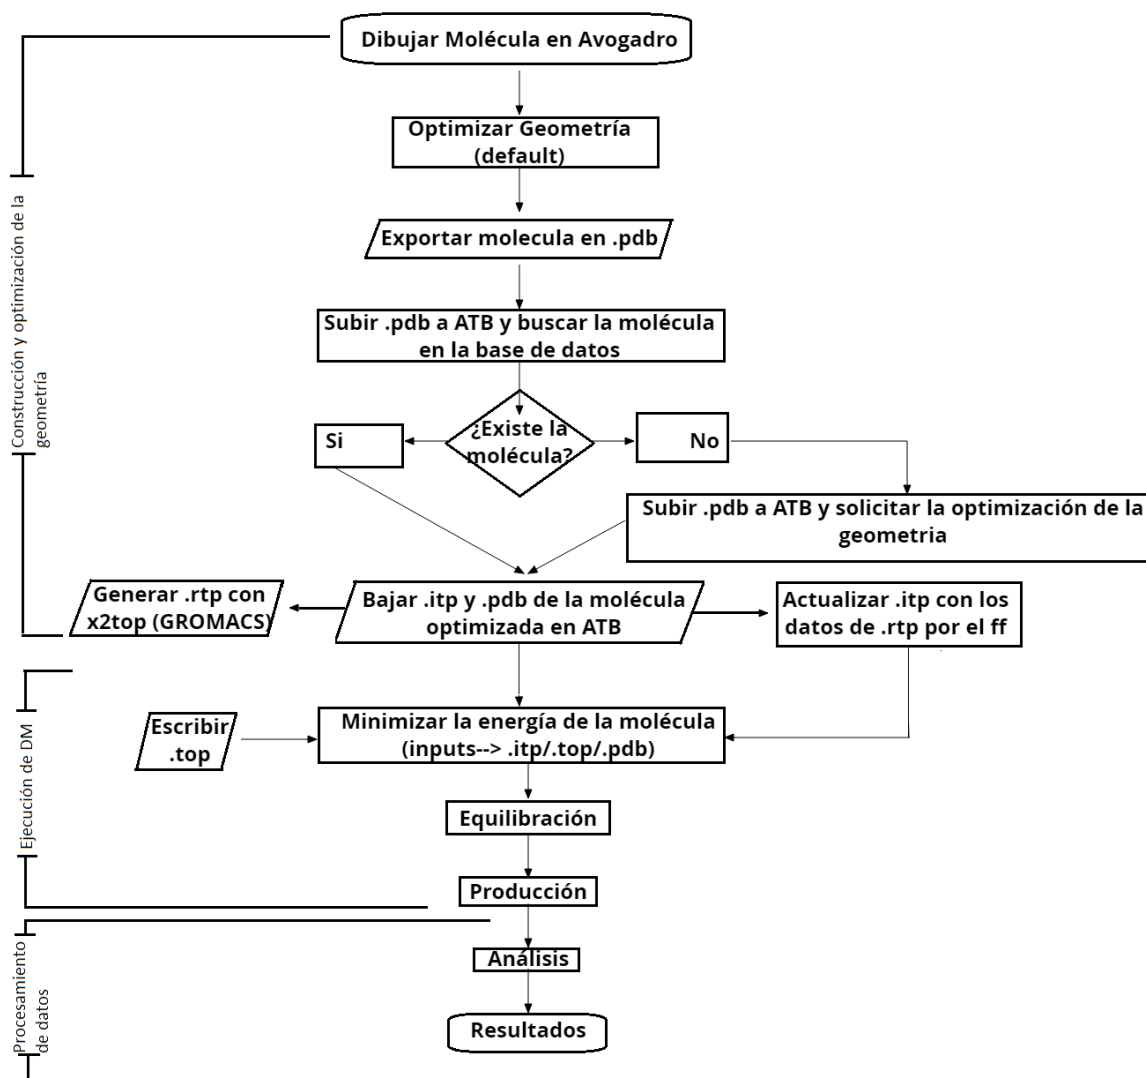 Dibujar Molécula en Avogadro
Optimizar Geometría
(default)
Exportar molecula en .pdb
Subir .pdb a ATB y buscar la molécula
en la base de datos
¿Existe la
molécula?
Si
No
Subir .pdb a ATB y solicitar la optimización de la
geometria
Construcción y optimización de la
geometría
Generar .rtp con
x2top (GROMACS)
Bajar .itp y .pdb de la molécula
optimizada en ATB
Actualizar .itp con los
datos de .rtp por el ff
Escribir
.top
Minimizar la energía de la molécula
(inputs--> .itp/.top/.pdb)
Equilibración
Producción
Ejecución de DM
Análisis
Resultados
Procesamiento
de datos